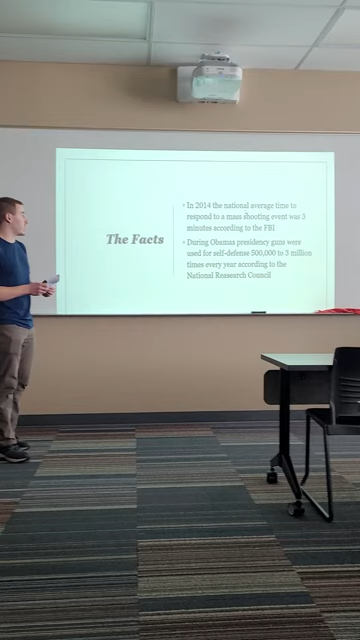 The Facts
• In 2014 the national average time to
respond to a mass shooting event was 3
minutes according to the FBI
• During Obamas presidency guns were
used for self-defense 500,000 to 3 million
times every year according to the
National Research Council